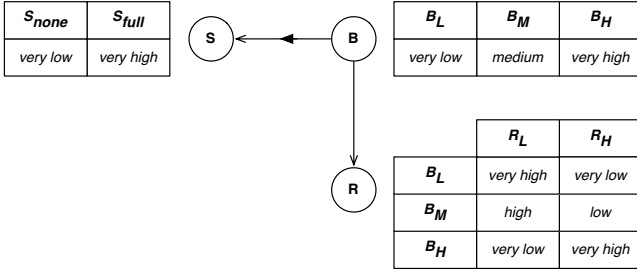 S_none S_full
very low very high
S
B
B_L B_M B_H
very low medium very high
R
R_L R_H
B_L very high very low
B_M high low
B_H very low very high